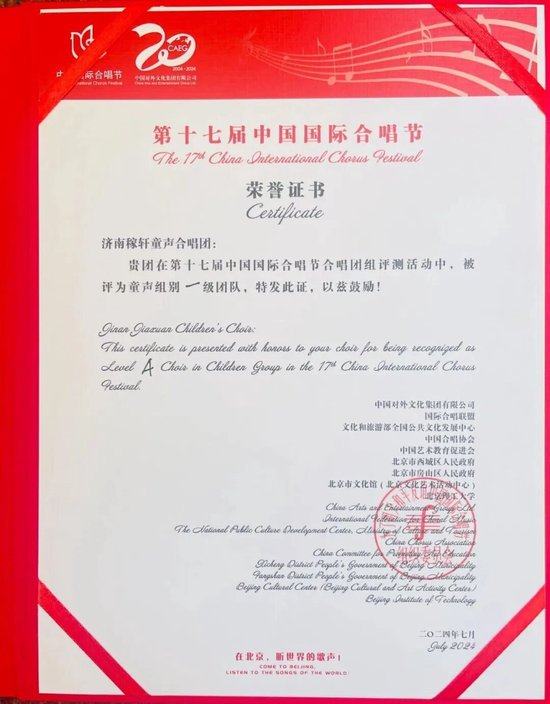 国际合唱节
CAEG
2004-2024
中国对外文化集团有限公司
China Arts and Entertainment Group Ltd.
第十七届中国国际合唱节
The 17th China International Chorus Festival
荣誉证书
Certificate
济南稼轩童声合唱团：
贵团在第十七届中国国际合唱节合唱团组评测活动中，被
评为童声组别 一级团队，特发此证，以兹鼓励！
Jinan Jiaxuan Children's Choir:
This certificate is presented with honors to your choir for being recognized as
Level A Choir in Children Group in the 17th China International Chorus
Festival.
中国对外文化集团有限公司
国际合唱联盟
文化和旅游部全国公共文化发展中心
中国合唱协会
中国艺术教育促进会
北京市西城区人民政府
北京市房山区人民政府
北京市文化馆（北京文化艺术活动中心）
北京理工大学
China Arts and Entertainment Group Ltd.
International Federation for Choral Music
The National Public Culture Development Center, Ministry of Culture and Tourism
China Chorus Association
China Committee for Promoting Art Education
Xicheng District People's Government of Beijing Municipality
Fangshan District People's Government of Beijing Municipality
Beijing Cultural Center (Beijing Cultural and Art Activity Center)
Beijing Institute of Technology
组织委员会
二〇二四年七月
July 2024
在北京，听世界的歌声！
COME TO BEIJING,
LISTEN TO THE SONGS OF THE WORLD!